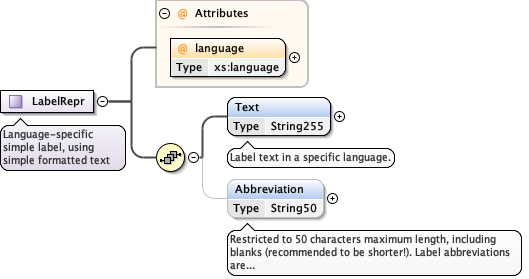 @ Attributes
@ language
Type xs:language
LabelRepr
Language-specific
simple label, using
simple formatted text
Text
Type String255
Label text in a specific language.
Abbreviation
Type String50
Restricted to 50 characters maximum length, including
blanks (recommended to be shorter!). Label abbreviations
are...